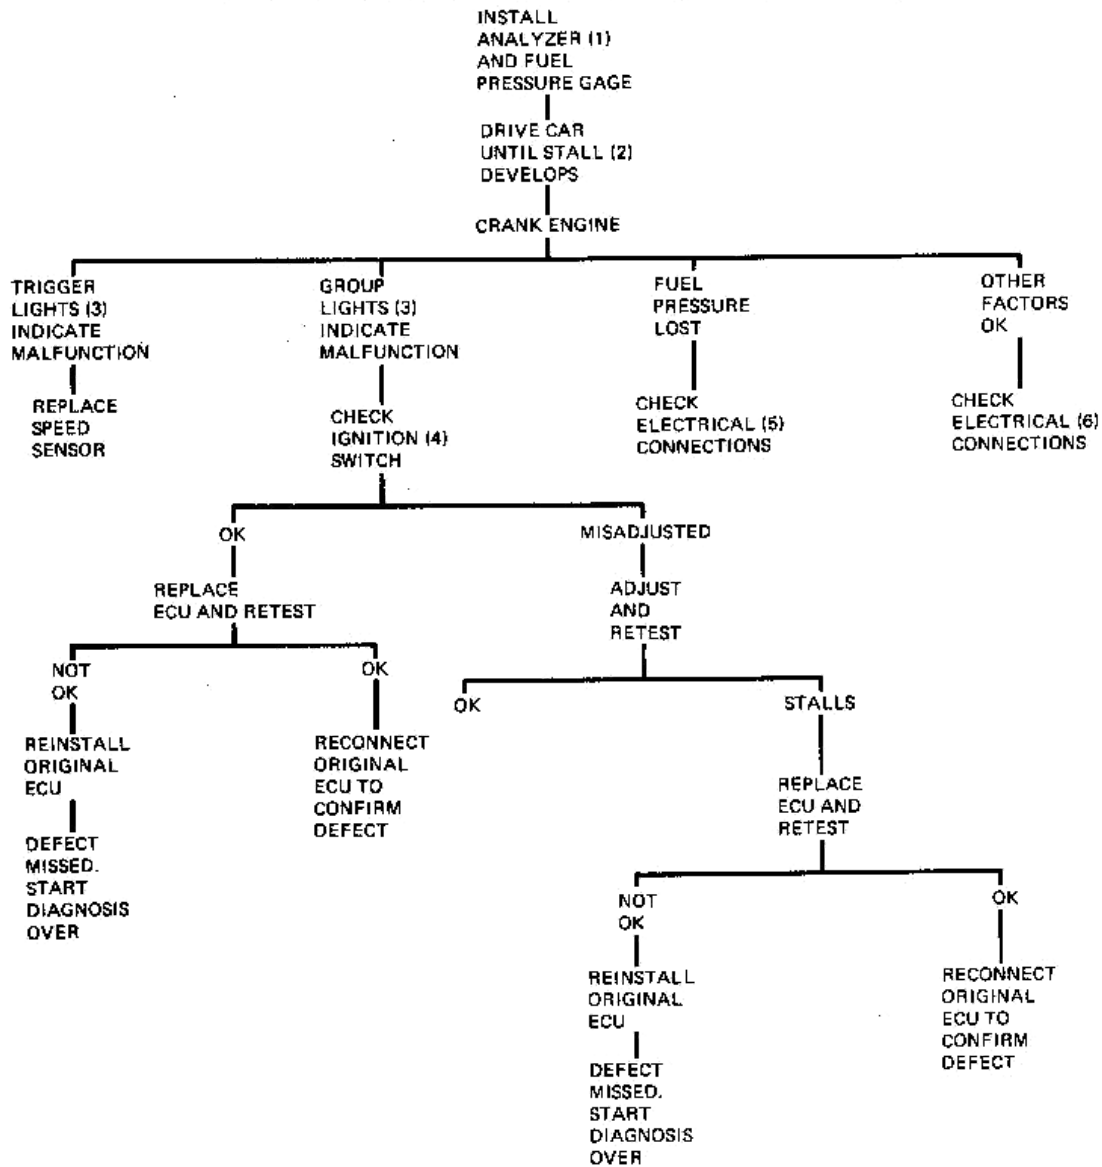 INSTALL
ANALYZER (1)
AND FUEL
PRESSURE GAGE
DRIVE CAR
UNTIL STALL (2)
DEVELOPS
CRANK ENGINE
TRIGGER
LIGHTS (3)
INDICATE
MALFUNCTION
REPLACE
SPEED
SENSOR
GROUP
LIGHTS (3)
INDICATE
MALFUNCTION
CHECK
IGNITION (4)
SWITCH
FUEL
PRESSURE
LOST
CHECK
ELECTRICAL (5)
CONNECTIONS
OTHER
FACTORS
OK
CHECK
ELECTRICAL (6)
CONNECTIONS
OK
REPLACE
ECU AND RETEST
MISADJUSTED
ADJUST
AND
RETEST
NOT
OK
REINSTALL
ORIGINAL
ECU
DEFECT
MISSED.
START
DIAGNOSIS
OVER
OK
RECONNECT
ORIGINAL
ECU TO
CONFIRM
DEFECT
OK
STALLS
REPLACE
ECU AND
RETEST
NOT
OK
REINSTALL
ORIGINAL
ECU
DEFECT
MISSED.
START
DIAGNOSIS
OVER
OK
RECONNECT
ORIGINAL
ECU TO
CONFIRM
DEFECT